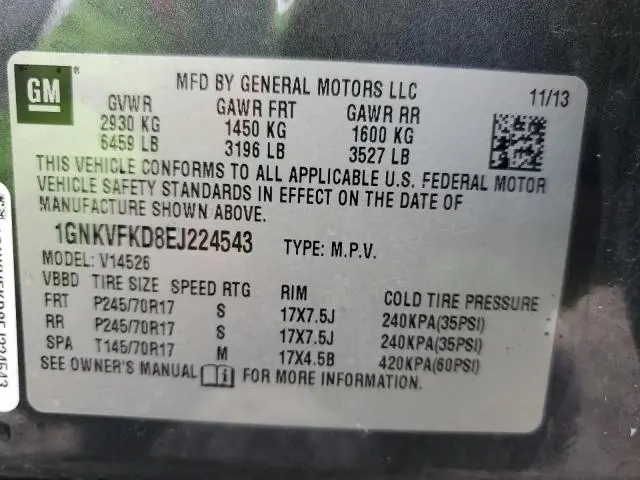 GM ®
MFD BY GENERAL MOTORS LLC 11/13
GVWR GAWR FRT GAWR RR
2930 KG 1450 KG 1600 KG
6459 LB 3196 LB 3527 LB
THIS VEHICLE CONFORMS TO ALL APPLICABLE U.S. FEDERAL MOTOR
VEHICLE SAFETY STANDARDS IN EFFECT ON THE DATE OF
MANUFACTURE SHOWN ABOVE.
1GNKVFKD8EJ224543 TYPE: M.P.V.
MODEL: V14526
VBBD TIRE SIZE SPEED RTG RIM COLD TIRE PRESSURE
FRT P245/70R17 S 17X7.5J 240KPA(35PSI)
RR P245/70R17 S 17X7.5J 240KPA(35PSI)
SPA T145/70R17 M 17X4.5B 420KPA(60PSI)
SEE OWNER'S MANUAL FOR MORE INFORMATION.